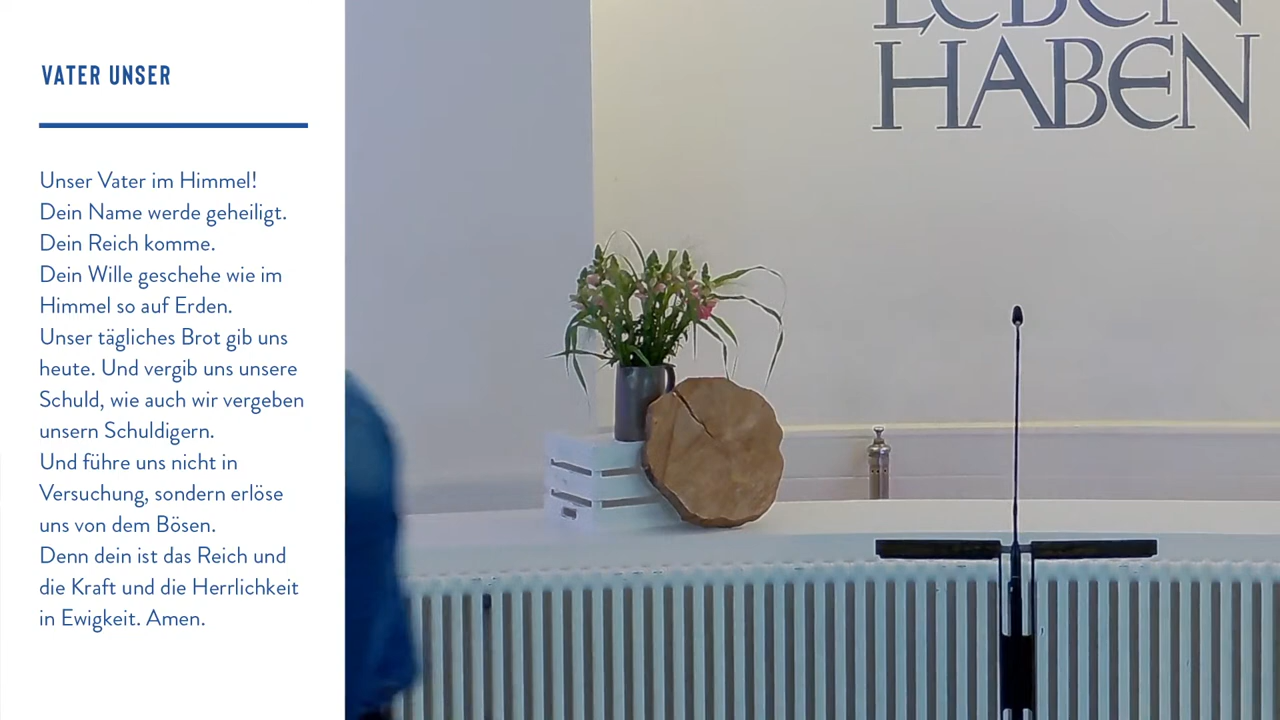 VATER UNSER
Unser Vater im Himmel!
Dein Name werde geheiligt.
Dein Reich komme.
Dein Wille geschehe wie im
Himmel so auf Erden.
Unser tägliches Brot gib uns
heute. Und vergib uns unsere
Schuld, wie auch wir vergeben
unsern Schuldigern.
Und führe uns nicht in
Versuchung, sondern erlöse
uns von dem Bösen.
Denn dein ist das Reich und
die Kraft und die Herrlichkeit
in Ewigkeit. Amen.
LEBEN
HABEN